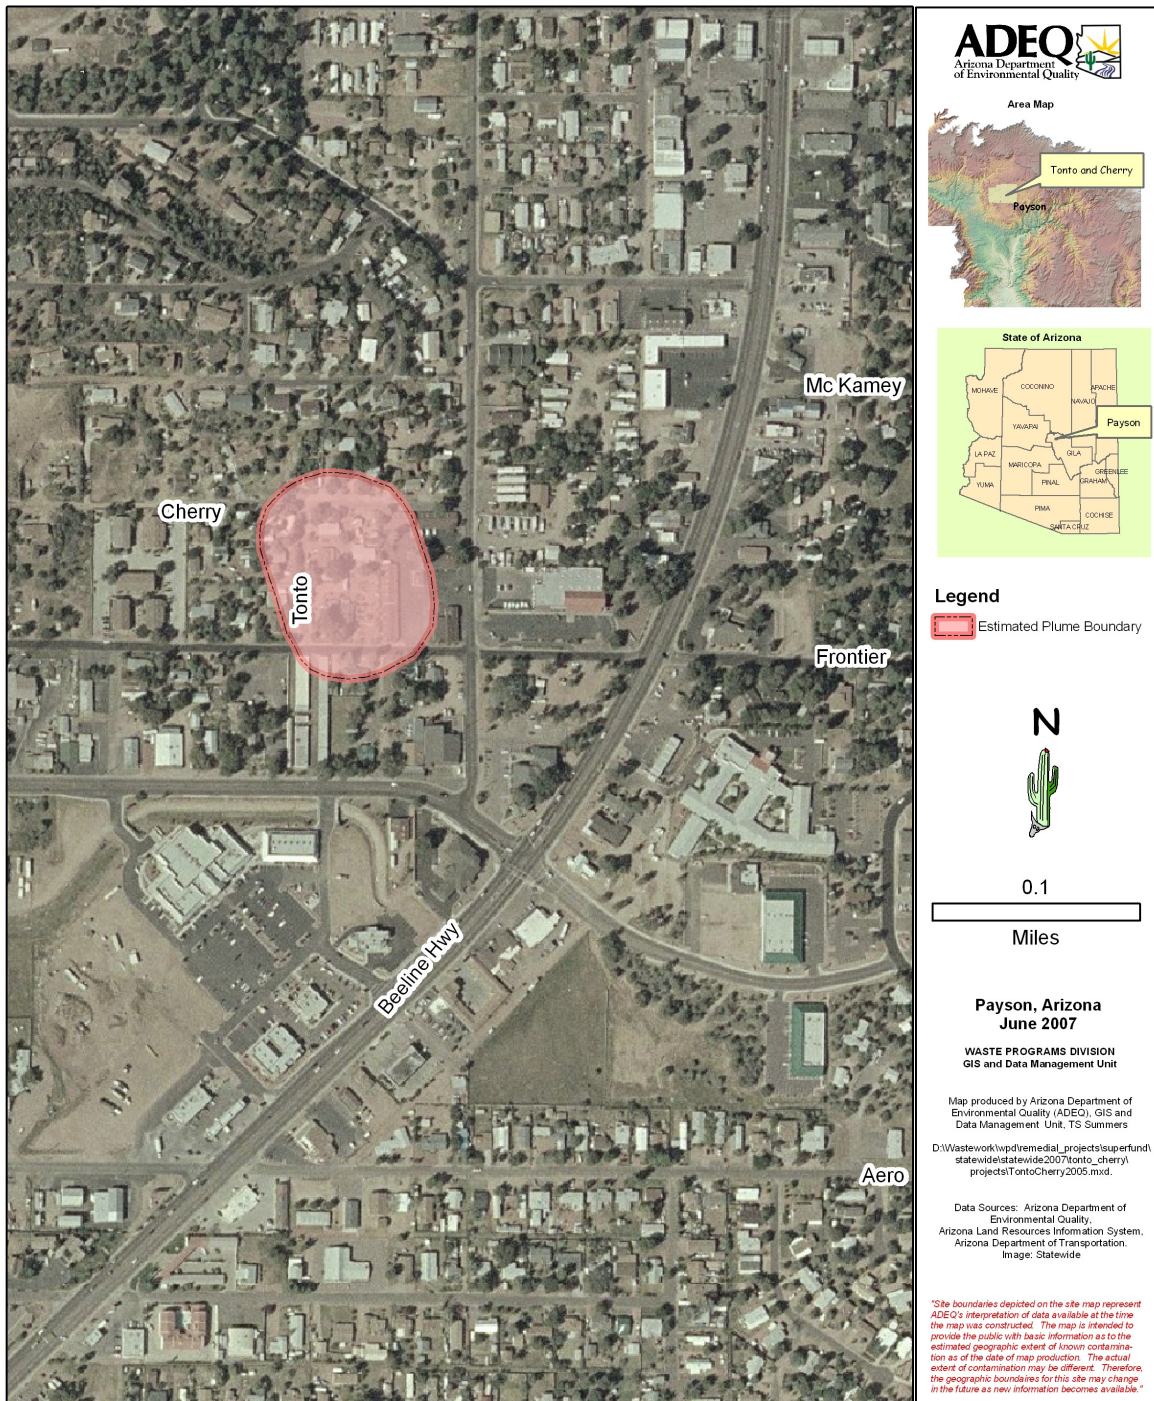 Mc Kamey
Cherry
Tonto
Frontier
Beeline Hwy
Aero
ADEQ
Arizona Department
of Environmental Quality
Area Map
Tonto and Cherry
Payson
State of Arizona
MOHAVE
COCONINO
APACHE
NAVAJO
YAVAPAI
Payson
LA PAZ
GILA
MARICOPA
GREENLEE
YUMA
PINAL
GRAHAM
PIMA
COCHISE
SANTA CRUZ
Legend
Estimated Plume Boundary
N
0.1
Miles
Payson, Arizona
June 2007
WASTE PROGRAMS DIVISION
GIS and Data Management Unit
Map produced by Arizona Department of
Environmental Quality (ADEQ), GIS and
Data Management Unit, TS Summers
D:\Wastework\wpd\remedial_projects\superfund\
statewide\statewide2007\tonto_cherry\
projects\TontoCherry2005.mxd.
Data Sources: Arizona Department of
Environmental Quality,
Arizona Land Resources Information System,
Arizona Department of Transportation.
Image: Statewide
"Site boundaries depicted on the site map represent
ADEQ's interpretation of data available at the time
the map was constructed. The map is intended to
provide the public with basic information as to the
estimated geographic extent of known contamina-
tion as of the date of map production. The actual
extent of contamination may be different. Therefore,
the geographic boundaires for this site may change
in the future as new information becomes available."